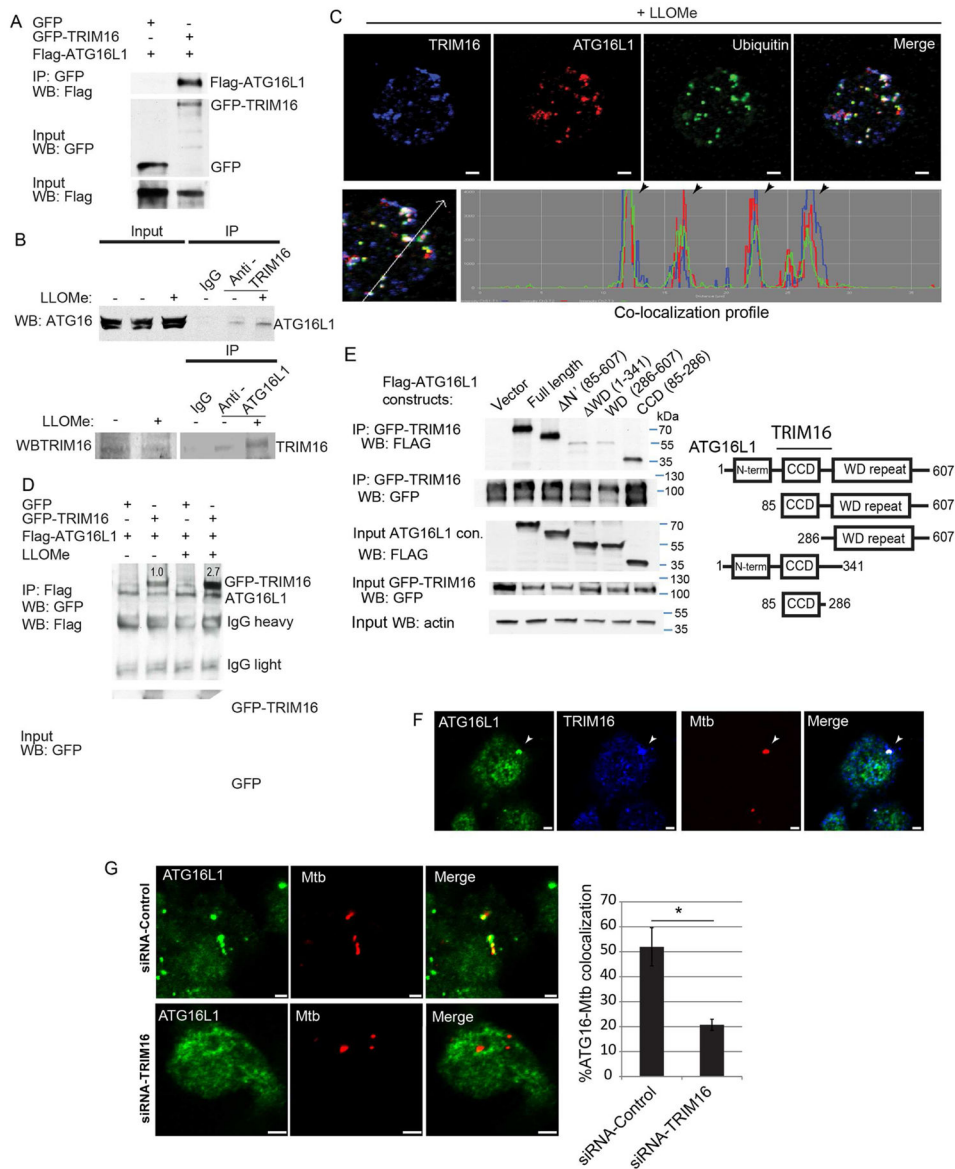 A
GFP + -
GFP-TRIM16 - +
Flag-ATG16L1 + +
IP: GFP
WB: Flag
Flag-ATG16L1
GFP-TRIM16
Input
WB: GFP
GFP
Input
WB: Flag
B
Input IP
IgG Anti-TRIM16
LLOMe: - - + - - +
WB: ATG16
ATG16L1
IP
IgG Anti-ATG16L1
LLOMe: - + - - +
WBTRIM16
TRIM16
C
+ LLOMe
TRIM16 ATG16L1 Ubiquitin Merge
Co-localization profile
D
GFP + - + -
GFP-TRIM16 - + - +
Flag-ATG16L1 + + + +
LLOMe - - + +
1.0 2.7
IP: Flag
WB: GFP
WB: Flag
GFP-TRIM16
ATG16L1
IgG heavy
IgG light
GFP-TRIM16
Input
WB: GFP
GFP
E
Flag-ATG16L1
constructs:
Vector
Full length
ΔN' (85-607)
ΔWD (1-341)
WD (286-607)
CCD (85-286)
kDa
IP: GFP-TRIM16
WB: FLAG
70
55
35
IP: GFP-TRIM16
WB: GFP
130
100
Input ATG16L1 con.
WB: FLAG
70
55
35
Input GFP-TRIM16
WB: GFP
130
100
Input WB: actin
55
35
TRIM16
ATG16L1
1 N-term CCD WD repeat 607
85 CCD WD repeat 607
286 WD repeat 607
1 N-term CCD 341
85 CCD 286
F
ATG16L1 TRIM16 Mtb Merge
G
siRNA-Control
ATG16L1 Mtb Merge
siRNA-TRIM16
ATG16L1 Mtb Merge
%ATG16-Mtb colocalization
70
60
50
40
30
20
10
0
*
siRNA-Control
siRNA-TRIM16